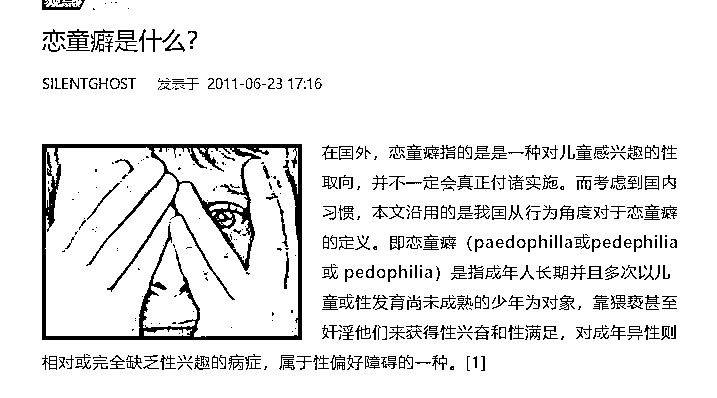 恋童癖是什么?
SILENTGHOST 发表于 2011-06-23 17:16
在国外，恋童癖指的是是一种对儿童感兴趣的性
取向，并不一定会真正付诸实施。而考虑到国内
习惯，本文沿用的是我国从行为角度对于恋童癖
的定义。即恋童癖（paedophilla或pedephilia
或 pedophilia）是指成年人长期并且多次以儿
童或性发育尚未成熟的少年为对象，靠猥亵甚至
奸淫他们来获得性兴奋和性满足，对成年异性则
相对或完全缺乏性兴趣的病症，属于性偏好障碍的一种。[1]